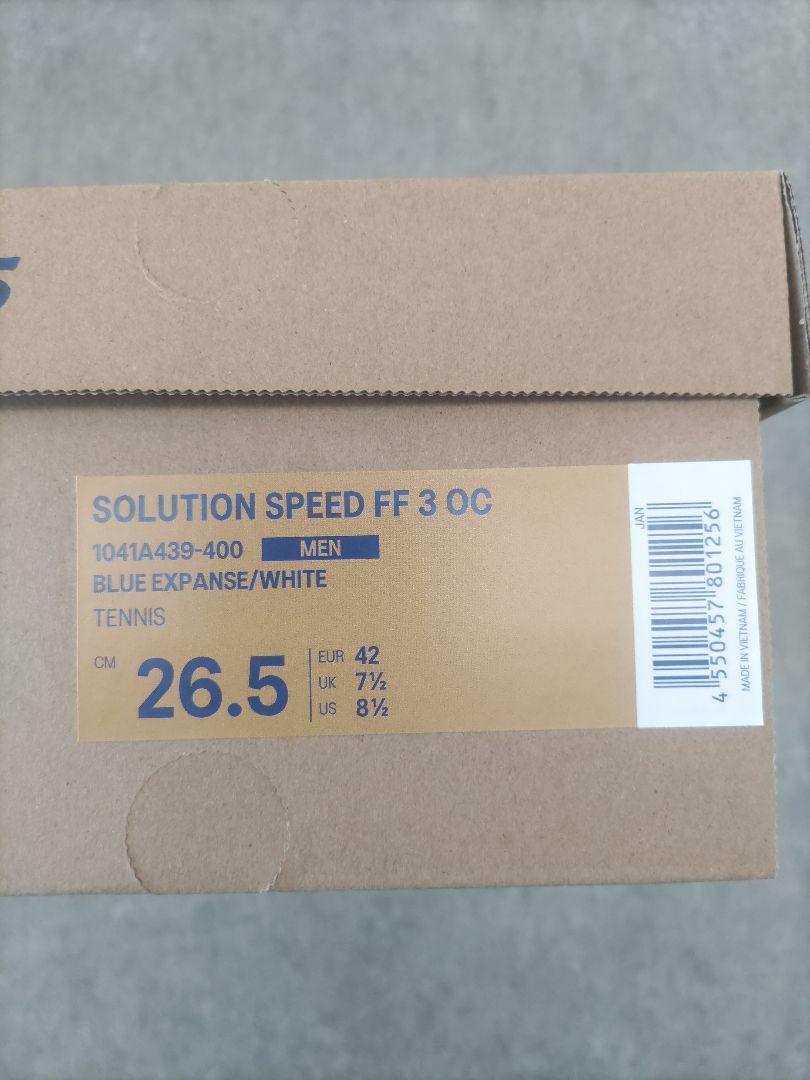 SOLUTION SPEED FF 3 OC
1041A439-400 MEN
BLUE EXPANSE/WHITE
TENNIS
CM 26.5
EUR 42
UK 7½
US 8½
JAN
4 550457 801256
MADE IN VIETNAM / FABRIQUE AU VIETNAM